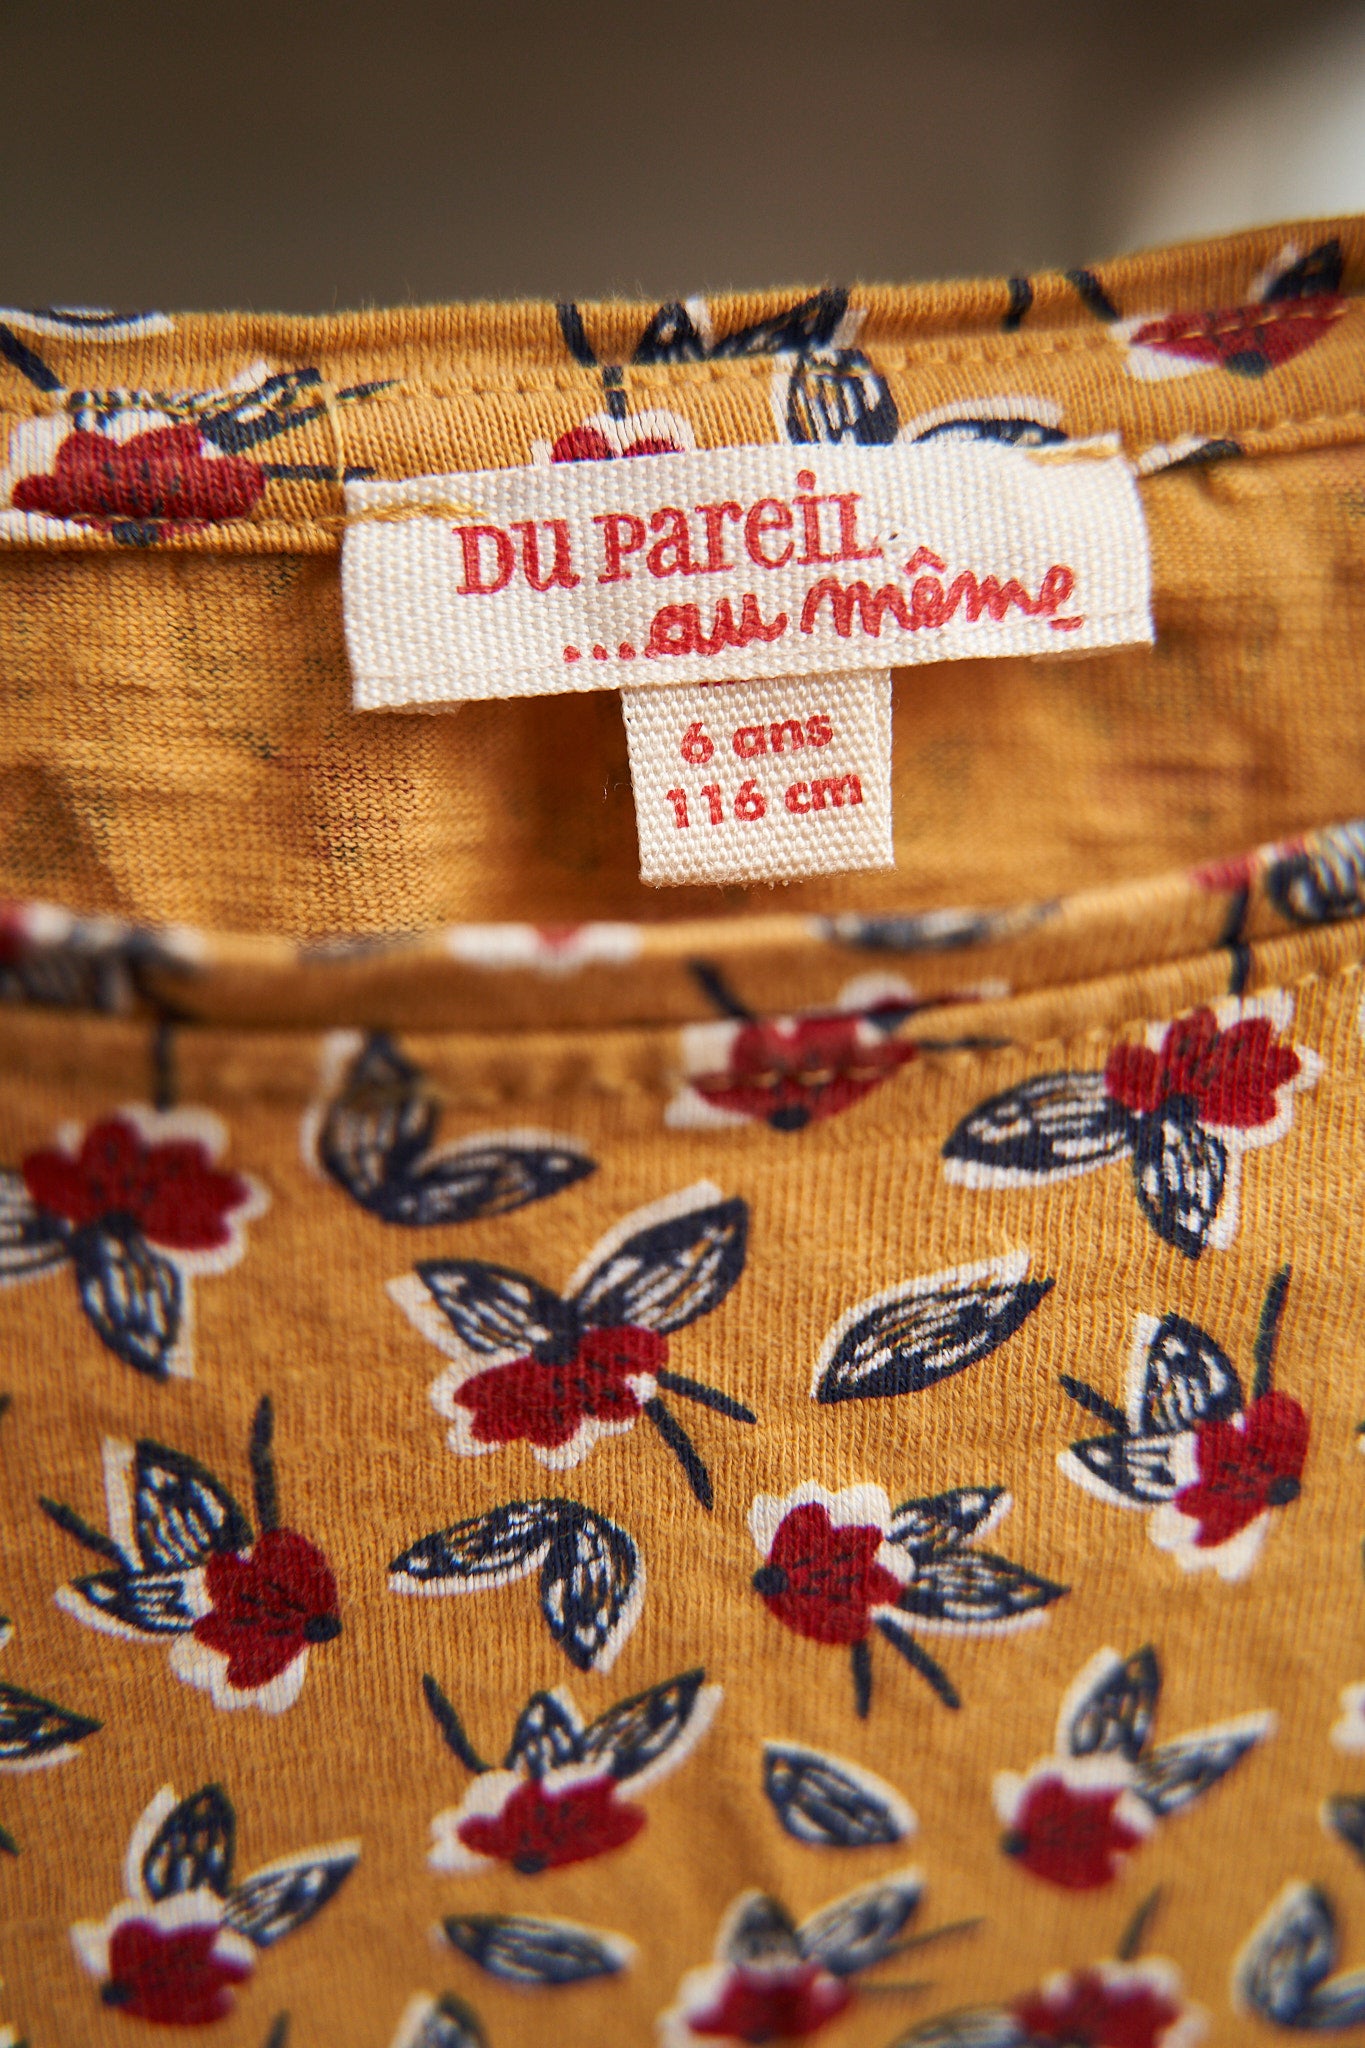 DU PAREIL
...au même
6 ans
116 cm